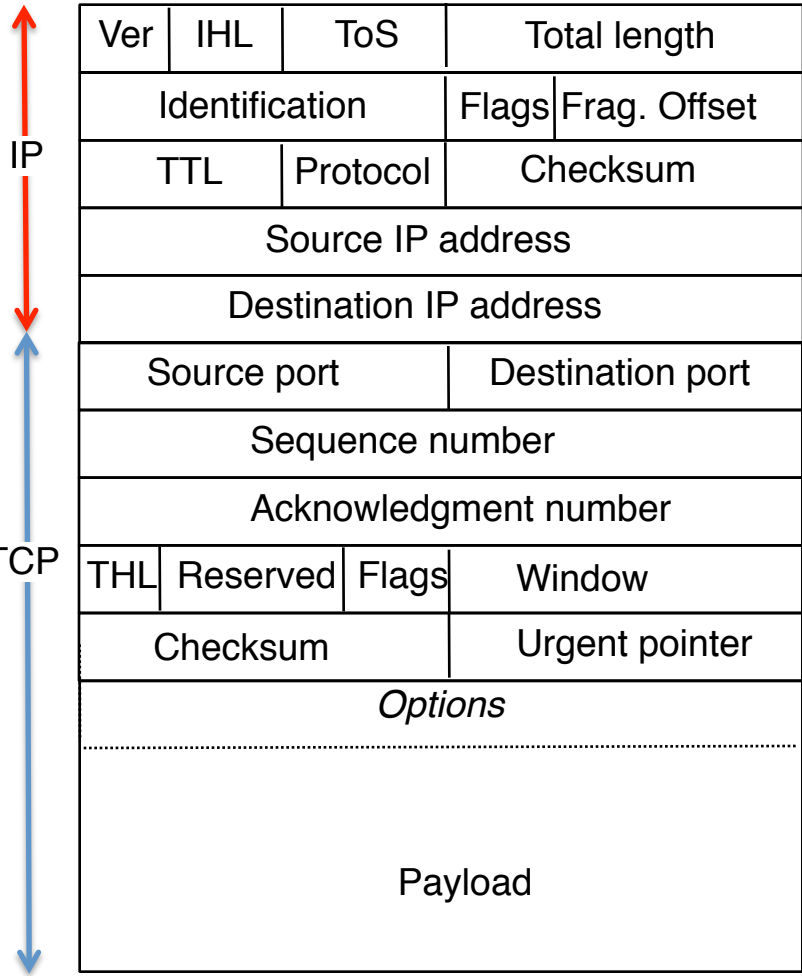 Ver IHL ToS Total length
Identification Flags Frag. Offset
IP
TTL Protocol Checksum
Source IP address
Destination IP address
Source port Destination port
Sequence number
Acknowledgment number
TCP
THL Reserved Flags Window
Checksum Urgent pointer
Options
Payload